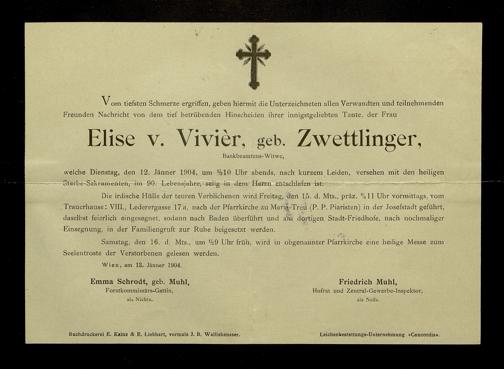 Vom tiefsten Schmerze ergriffen, geben hiermit die Unterzeichneten allen Verwandten und teilnehmenden
Freunden Nachricht von dem tief betrübenden Hinscheiden ihrer innigstgeliebten Tante, der Frau
Elise v. Vivièr, geb. Zwettlinger,
Bankbeamtens-Witwe,
welche Dienstag, den 12. Jänner 1904, um ½10 Uhr abends, nach kurzem Leiden, versehen mit den heiligen
Sterbe-Sakramenten, im 90. Lebensjahre, selig in dem Herrn entschlafen ist.
Die irdische Hülle der teuren Verblichenen wird Freitag, den 15. d. Mts., präz. ¾11 Uhr vormittags, vom
Trauerhause: VIII., Lederergasse 17a, nach der Pfarrkirche zu Maria-Treu (P. P. Piaristen) in der Josefstadt geführt,
daselbst feierlich eingesegnet, sodann nach Baden überführt und am dortigen Stadt-Friedhofe, nach nochmaliger
Einsegnung, in der Familiengruft zur Ruhe beigesetzt werden.
Samstag, den 16. d. Mts., um ½9 Uhr früh, wird in obgenannter Pfarrkirche eine heilige Messe zum
Seelentroste der Verstorbenen gelesen werden.
Wien, am 13. Jänner 1904.
Emma Schrodt, geb. Muhl,
Forstkommissärs-Gattin,
als Nichte.
Friedrich Muhl,
Hofrat und Zentral-Gewerbe-Inspektor,
als Neffe.
Buchdruckerei E. Kainz & R. Liebhart, vormals J. B. Wallishausser.
Leichenbestattungs-Unternehmung »Concordia«.